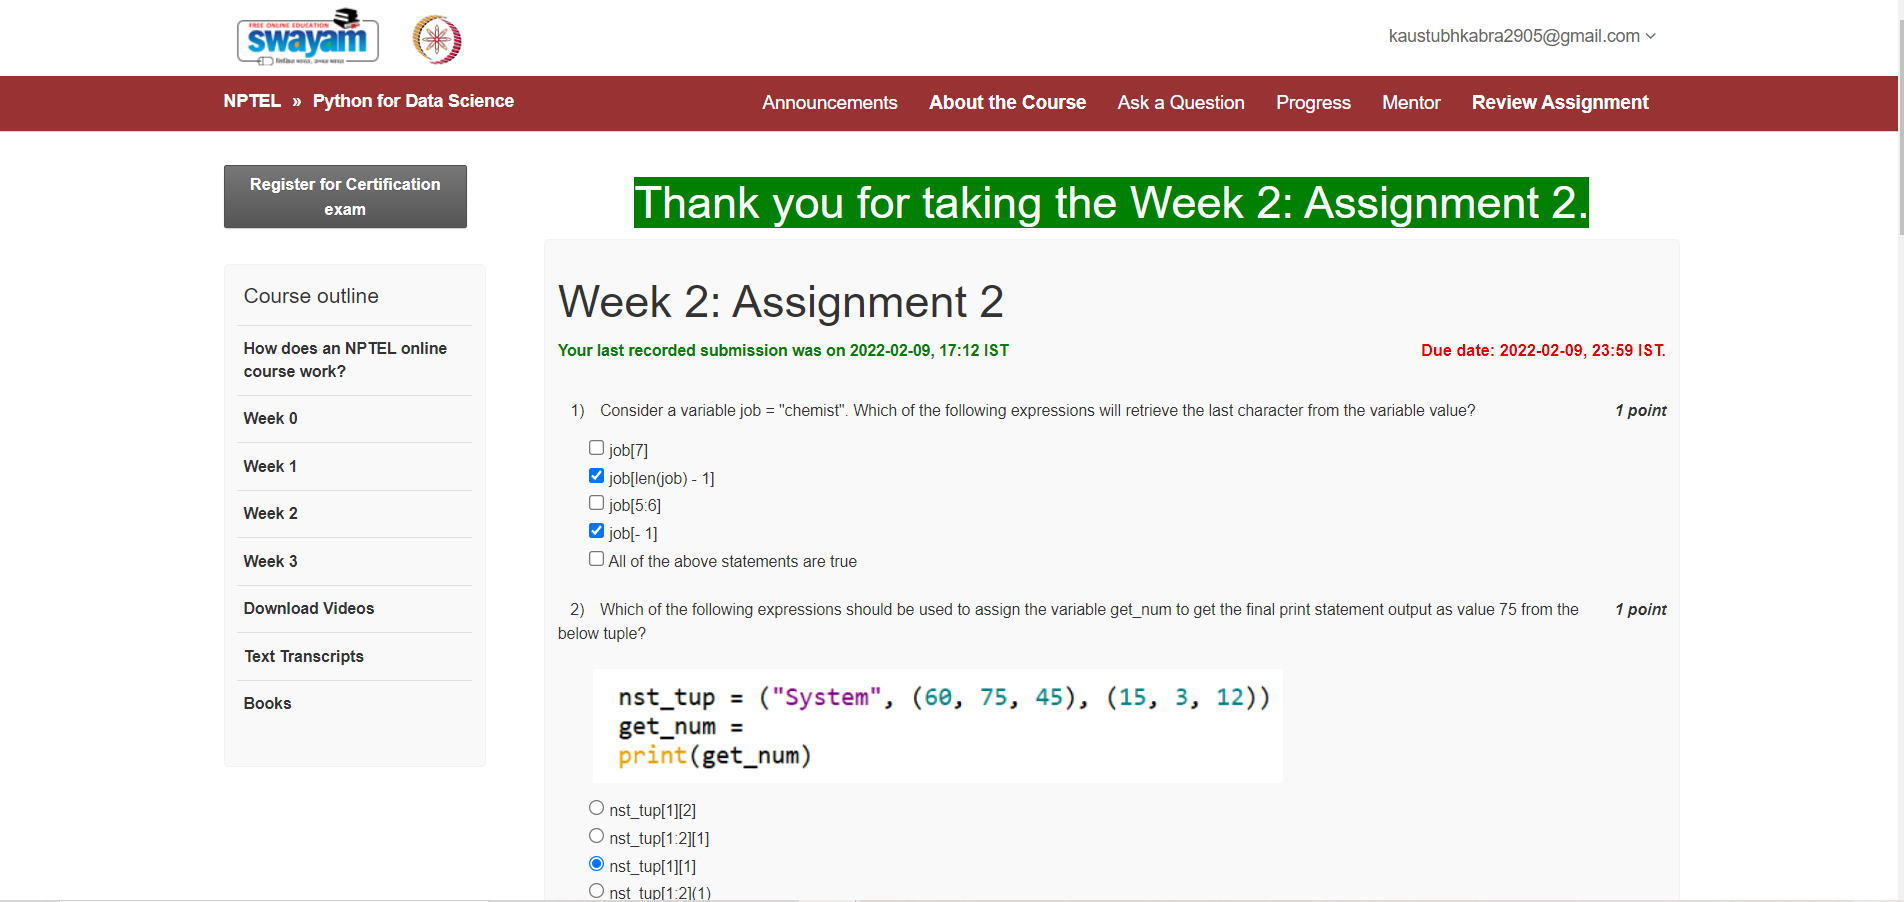 FREE ONLINE EDUCATION
swayam
kaustubhkabra2905@gmail.com
NPTEL » Python for Data Science
Announcements
About the Course
Ask a Question
Progress
Mentor
Review Assignment
Register for Certification
exam
Thank you for taking the Week 2: Assignment 2.
Course outline
How does an NPTEL online
course work?
Week 0
Week 1
Week 2
Week 3
Download Videos
Text Transcripts
Books
Week 2: Assignment 2
Your last recorded submission was on 2022-02-09, 17:12 IST
Due date: 2022-02-09, 23:59 IST.
1) Consider a variable job = "chemist". Which of the following expressions will retrieve the last character from the variable value?
1 point
job[7]
job[len(job) - 1]
job[5:6]
job[- 1]
All of the above statements are true
2) Which of the following expressions should be used to assign the variable get_num to get the final print statement output as value 75 from the
1 point
below tuple?
nst_tup = ("System", (60, 75, 45), (15, 3, 12))
get_num =
print(get_num)
nst_tup[1][2]
nst_tup[1:2][1]
nst_tup[1][1]
nst_tup[1:2](1)